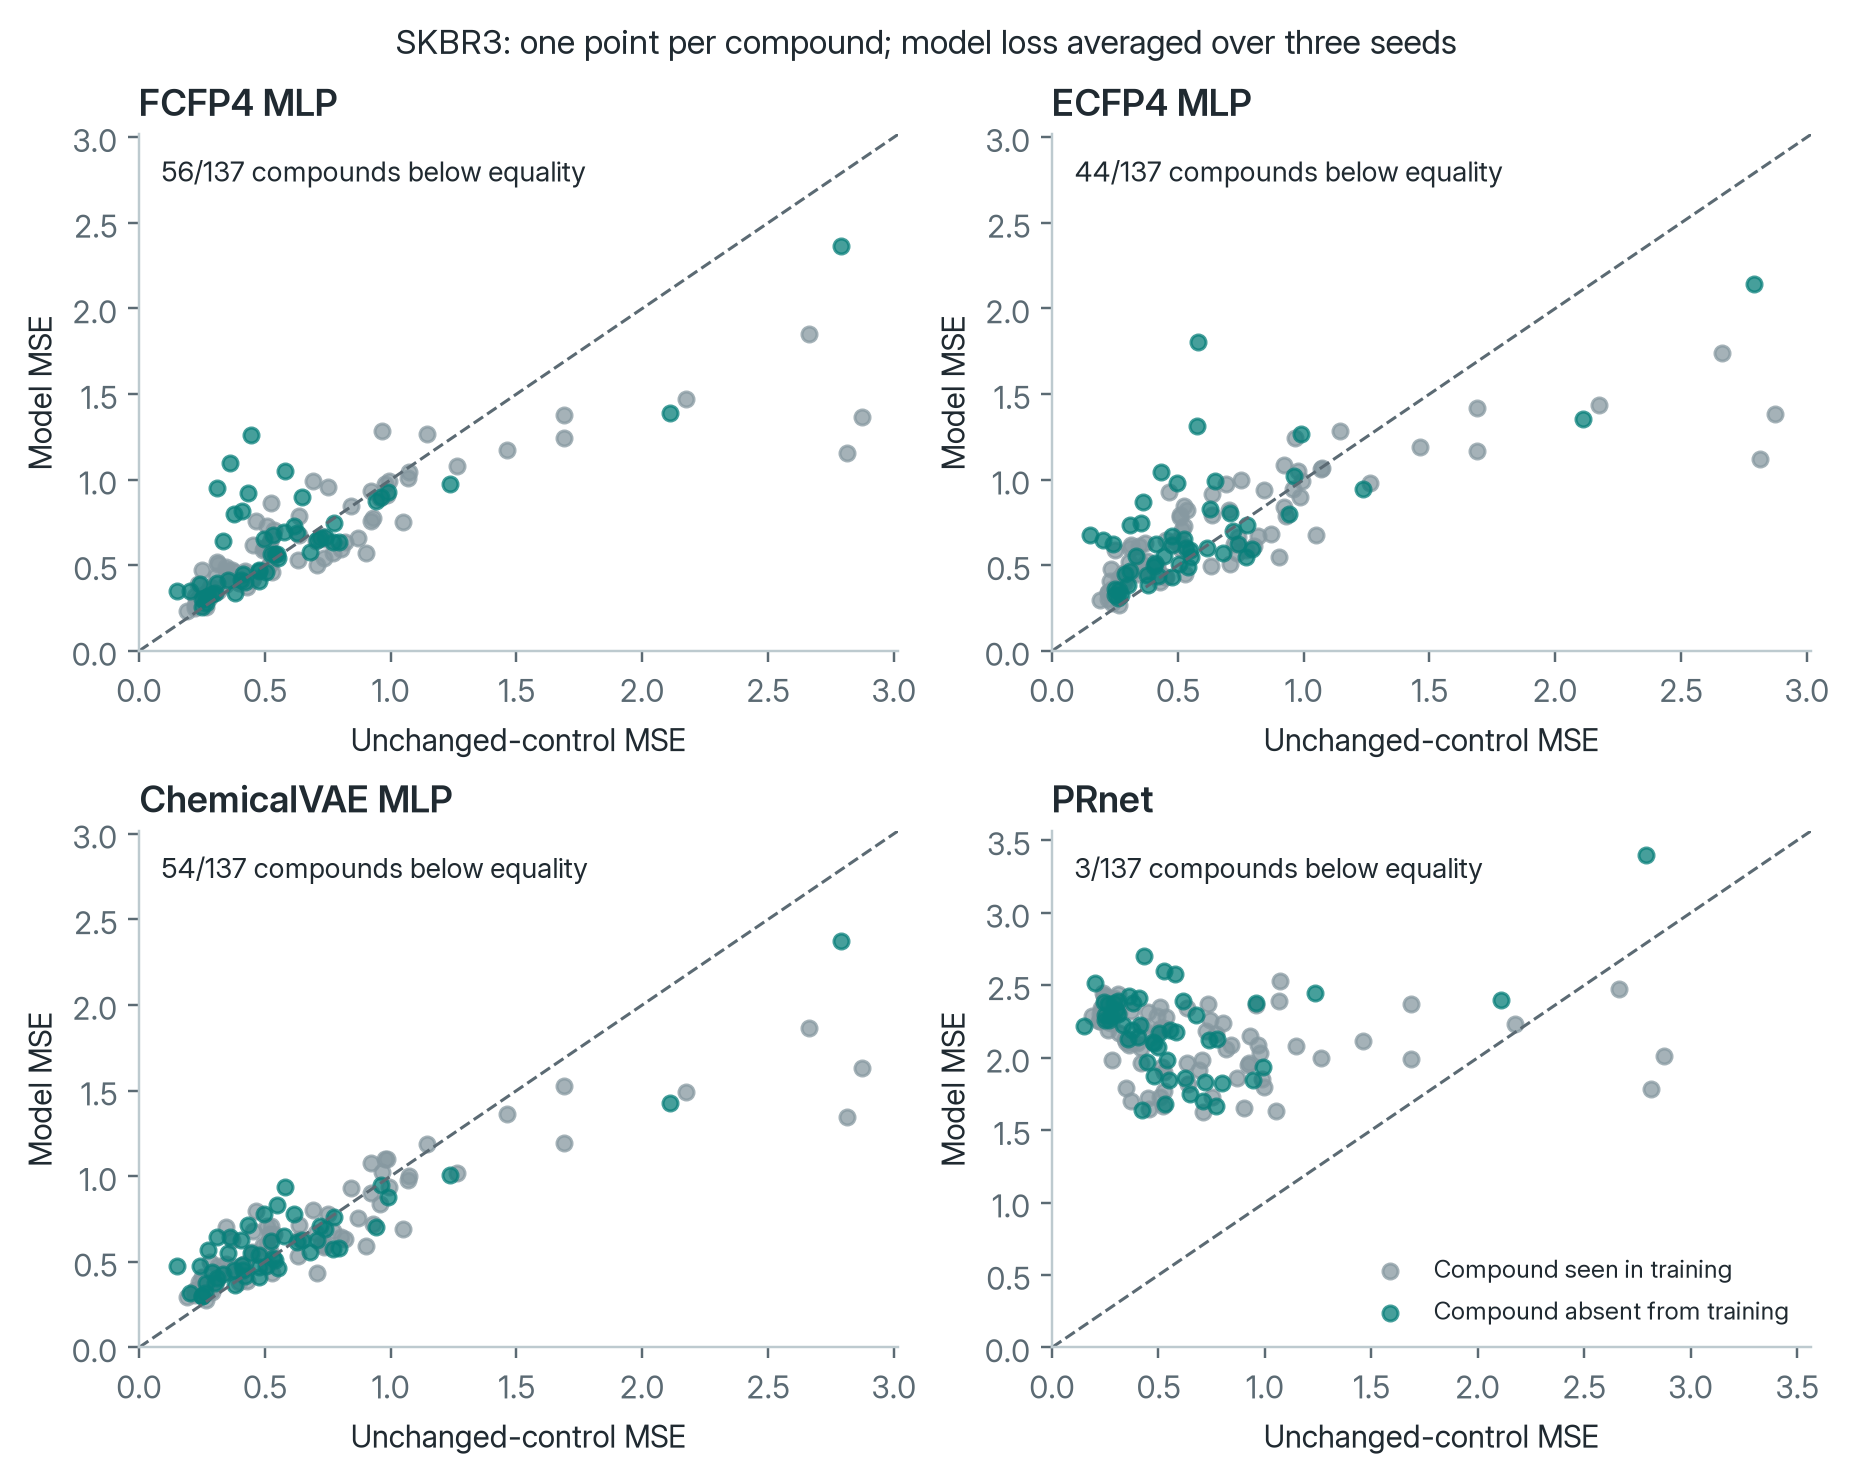 SKBR3: one point per compound; model loss averaged over three seeds
FCFP4 MLP
56/137 compounds below equality
3.0
2.5
2.0
1.5
1.0
0.5
0.0
Model MSE
0.0 0.5 1.0 1.5 2.0 2.5 3.0
Unchanged-control MSE
ECFP4 MLP
44/137 compounds below equality
3.0
2.5
2.0
1.5
1.0
0.5
0.0
Model MSE
0.0 0.5 1.0 1.5 2.0 2.5 3.0
Unchanged-control MSE
ChemicalVAE MLP
54/137 compounds below equality
3.0
2.5
2.0
1.5
1.0
0.5
0.0
Model MSE
0.0 0.5 1.0 1.5 2.0 2.5 3.0
Unchanged-control MSE
PRnet
3/137 compounds below equality
3.5
3.0
2.5
2.0
1.5
1.0
0.5
0.0
Model MSE
Compound seen in training
Compound absent from training
0.0 0.5 1.0 1.5 2.0 2.5 3.0 3.5
Unchanged-control MSE